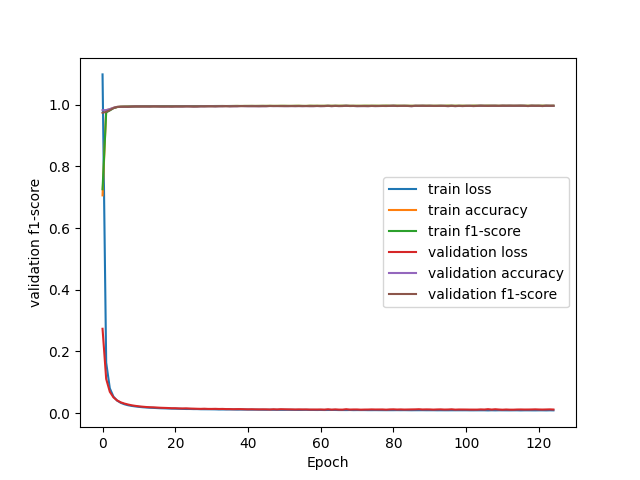 1.0
0.8
0.6
0.4
0.2
0.0
validation f1-score
train loss
train accuracy
train f1-score
validation loss
validation accuracy
validation f1-score
0 20 40 60 80 100 120
Epoch